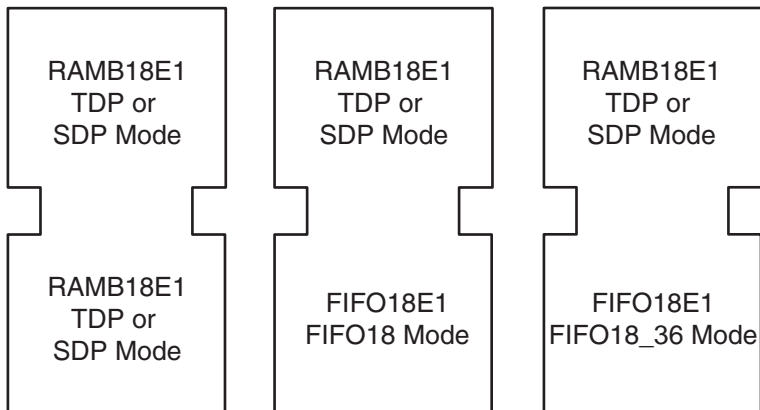 RAMB18E1
TDP or
SDP Mode
RAMB18E1
TDP or
SDP Mode
RAMB18E1
TDP or
SDP Mode
RAMB18E1
TDP or
SDP Mode
FIFO18E1
FIFO18 Mode
FIFO18E1
FIFO18_36 Mode